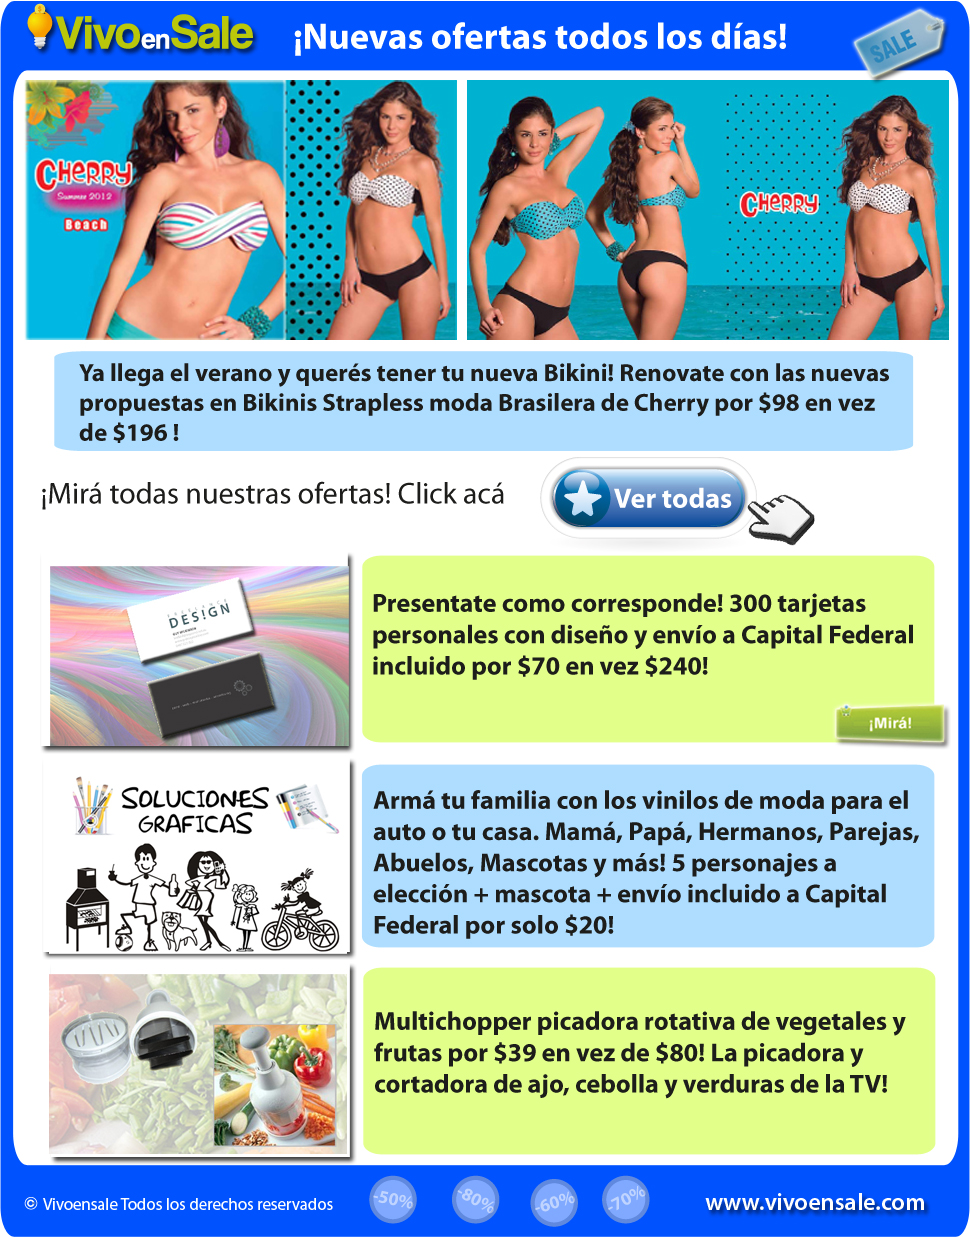 VivoenSale
¡Nuevas ofertas todos los días!
SALE
CHERRY
Summer 2012
Beach
CHERRY
Ya llega el verano y querés tener tu nueva Bikini! Renovate con las nuevas
propuestas en Bikinis Strapless moda Brasilera de Cherry por $98 en vez
de $196 !
¡Mirá todas nuestras ofertas! Click acá
Ver todas
DES!GN
Presentate como corresponde! 300 tarjetas
personales con diseño y envío a Capital Federal
incluido por $70 en vez $240!
¡Mirá!
SOLUCIONES
GRAFICAS
Armá tu familia con los vinilos de moda para el
auto o tu casa. Mamá, Papá, Hermanos, Parejas,
Abuelos, Mascotas y más! 5 personajes a
elección + mascota + envío incluido a Capital
Federal por solo $20!
Multichopper picadora rotativa de vegetales y
frutas por $39 en vez de $80! La picadora y
cortadora de ajo, cebolla y verduras de la TV!
© Vivoensale Todos los derechos reservados
-50%
-80%
-60%
-70%
www.vivoensale.com